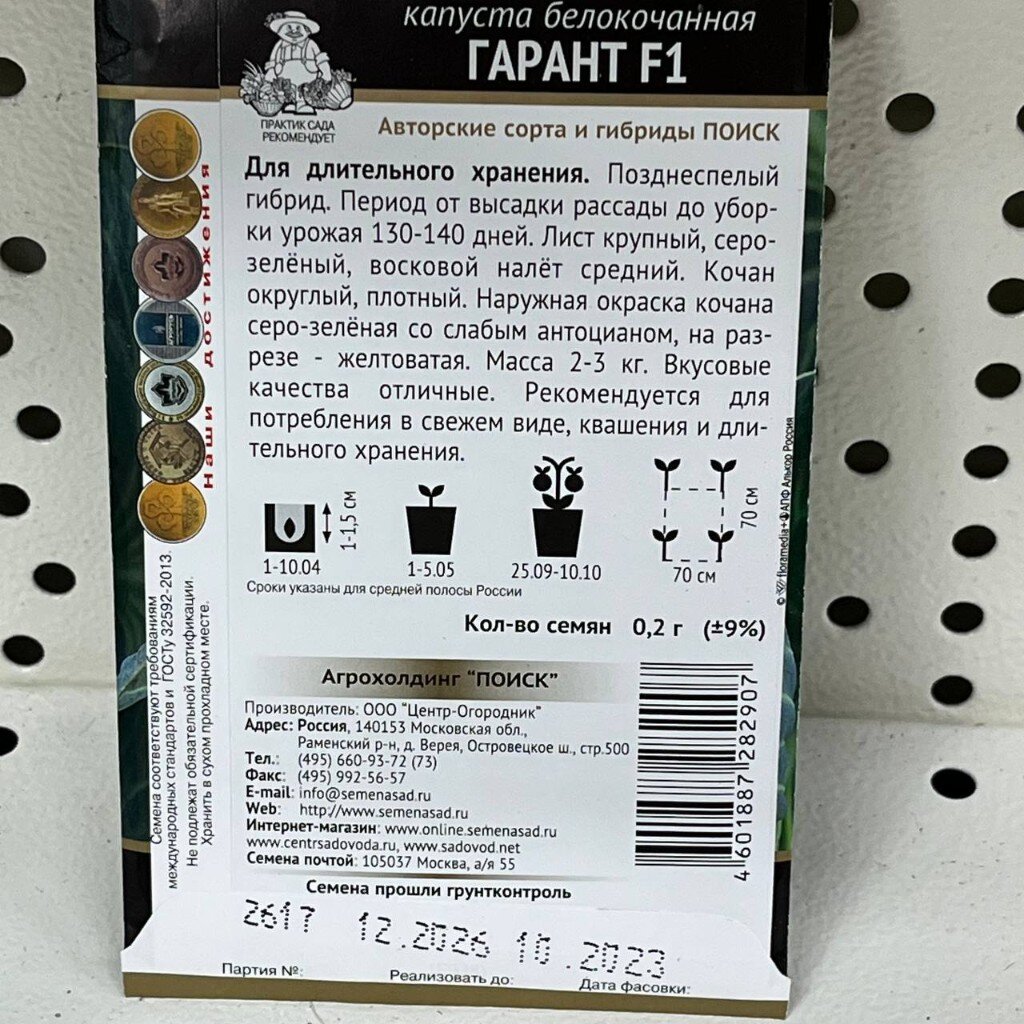 капуста белокочанная
ГАРАНТ F1
ПРАКТИК САДА
РЕКОМЕНДУЕТ
Авторские сорта и гибриды ПОИСК
Наши достижения
Для длительного хранения. Позднеспелый
гибрид. Период от высадки рассады до убор-
ки урожая 130-140 дней. Лист крупный, серо-
зелёный, восковой налёт средний. Кочан
округлый, плотный. Наружная окраска кочана
серо-зелёная со слабым антоцианом, на раз-
резе - желтоватая. Масса 2-3 кг. Вкусовые
качества отличные. Рекомендуется для
потребления в свежем виде, квашения и дли-
тельного хранения.
1-1,5 см
70 см
1-10.04
1-5.05
25.09-10.10
70 см
Сроки указаны для средней полосы России
© floramedia+©АПФ Алькор Россия
Кол-во семян 0,2 г (±9%)
Семена соответствуют требованиям
международных стандартов и ГОСТу 32592-2013.
Не подлежат обязательной сертификации.
Хранить в сухом прохладном месте.
Агрохолдинг "ПОИСК"
Производитель: ООО "Центр-Огородник"
Адрес: Россия, 140153 Московская обл.,
Раменский р-н, д. Верея, Островецкое ш., стр.500
Тел.: (495) 660-93-72 (73)
Факс: (495) 992-56-57
E-mail: info@semenasad.ru
Web: http://www.semenasad.ru
Интернет-магазин: www.online.semenasad.ru
www.centrsadovoda.ru, www.sadovod.net
Семена почтой: 105037 Москва, а/я 55
4 601887 282907
Семена прошли грунтконтроль
2617 12.2026 10.2023
Партия №: Реализовать до: Дата фасовки: